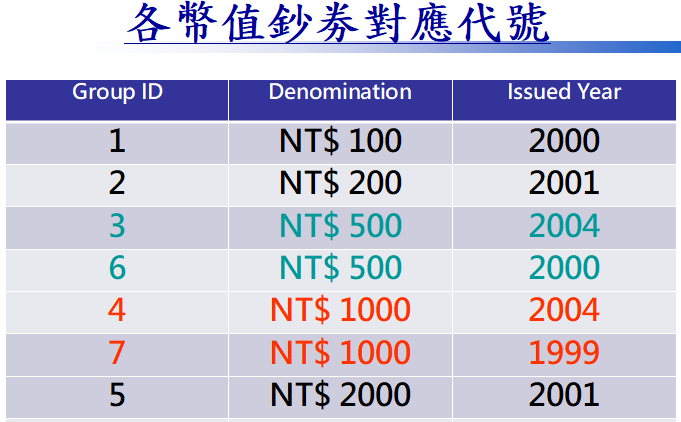 各幣值鈔券對應代號
Group ID Denomination Issued Year
1 NT$ 100 2000
2 NT$ 200 2001
3 NT$ 500 2004
6 NT$ 500 2000
4 NT$ 1000 2004
7 NT$ 1000 1999
5 NT$ 2000 2001